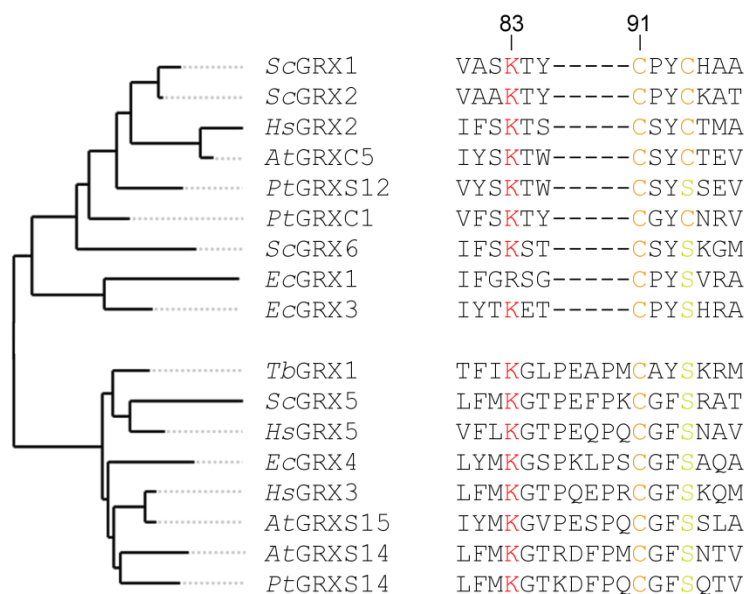 83 91
ScGRX1 VASKTY-----CPYCHAA
ScGRX2 VAAKTY-----CPYCKAT
HsGRX2 IFSKTS-----CSYCTMA
AtGRXC5 IYSKTW-----CSYCTEV
PtGRXS12 VYSKTW-----CSYSSEV
PtGRXC1 VFSKTY-----CGYCNRV
ScGRX6 IFSKST-----CSYSKGM
EcGRX1 IFGRSG-----CPYSVRA
EcGRX3 IYTKET-----CPYSHRA
TbGRX1 TFIKGLPEAPMCAYSKRM
ScGRX5 LFMKGTPEFPKCGFSRAT
HsGRX5 VFLKGTPEQPQCGFSNAV
EcGRX4 LYMKGSPKLPSCGFSAQA
HsGRX3 LFMKGTPQEPRCGFSKQM
AtGRXS15 IYMKGVPESPQCGFSSLA
AtGRXS14 LFMKGTRDFPMCGFSNTV
PtGRXS14 LFMKGTKDFPQCGFSQTV